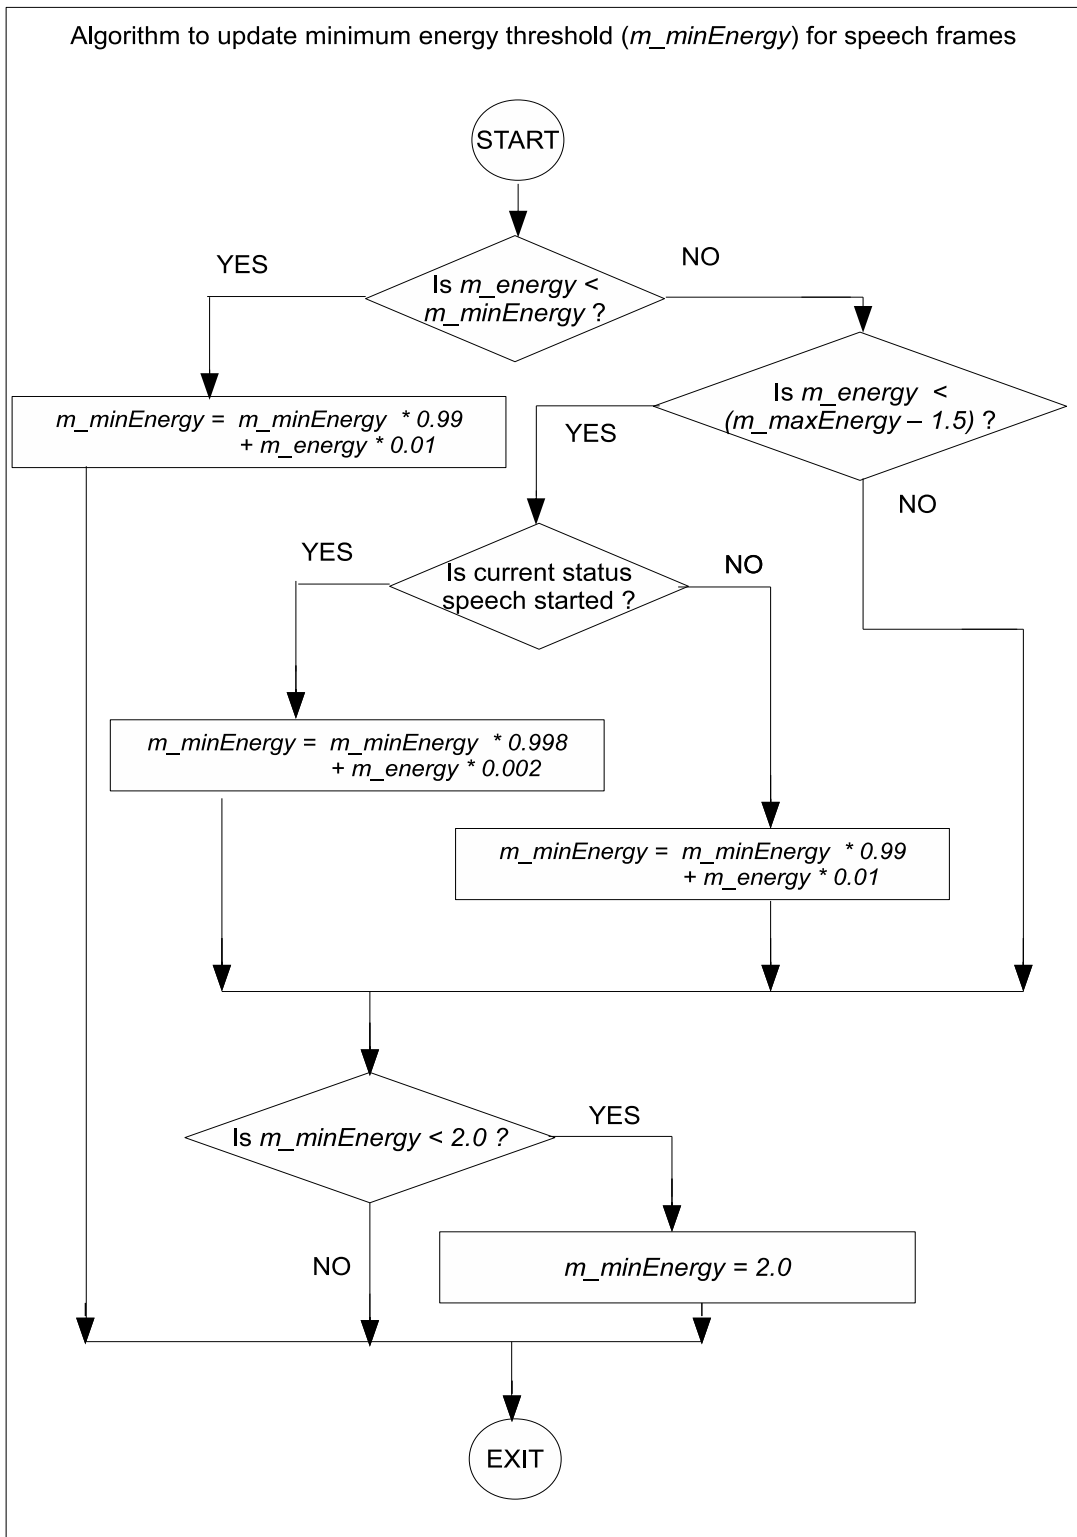 Algorithm to update minimum energy threshold (m_minEnergy) for speech frames
START
YES
NO
Is m_energy <
m_minEnergy ?
m_minEnergy = m_minEnergy * 0.99
+ m_energy * 0.01
Is m_energy <
(m_maxEnergy – 1.5) ?
YES
NO
YES
NO
Is current status
speech started ?
m_minEnergy = m_minEnergy * 0.998
+ m_energy * 0.002
m_minEnergy = m_minEnergy * 0.99
+ m_energy * 0.01
Is m_minEnergy < 2.0 ?
YES
NO
m_minEnergy = 2.0
EXIT